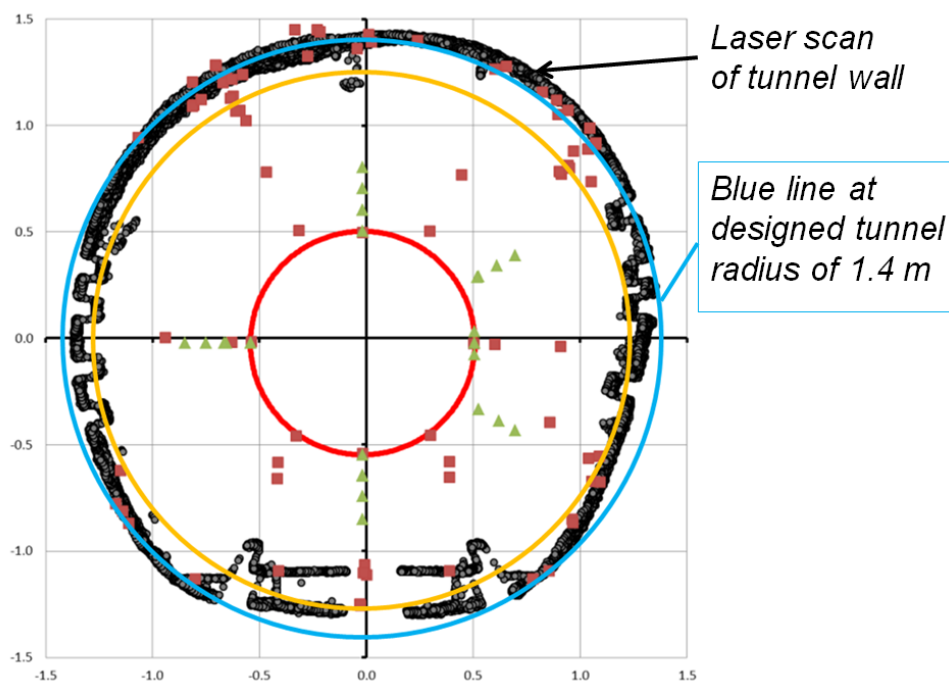 1.5
1.0
0.5
0.0
-0.5
-1.0
-1.5
-1.5
-1.0
-0.5
0.0
0.5
1.0
1.5
Laser scan
of tunnel wall
Blue line at
designed tunnel
radius of 1.4 m